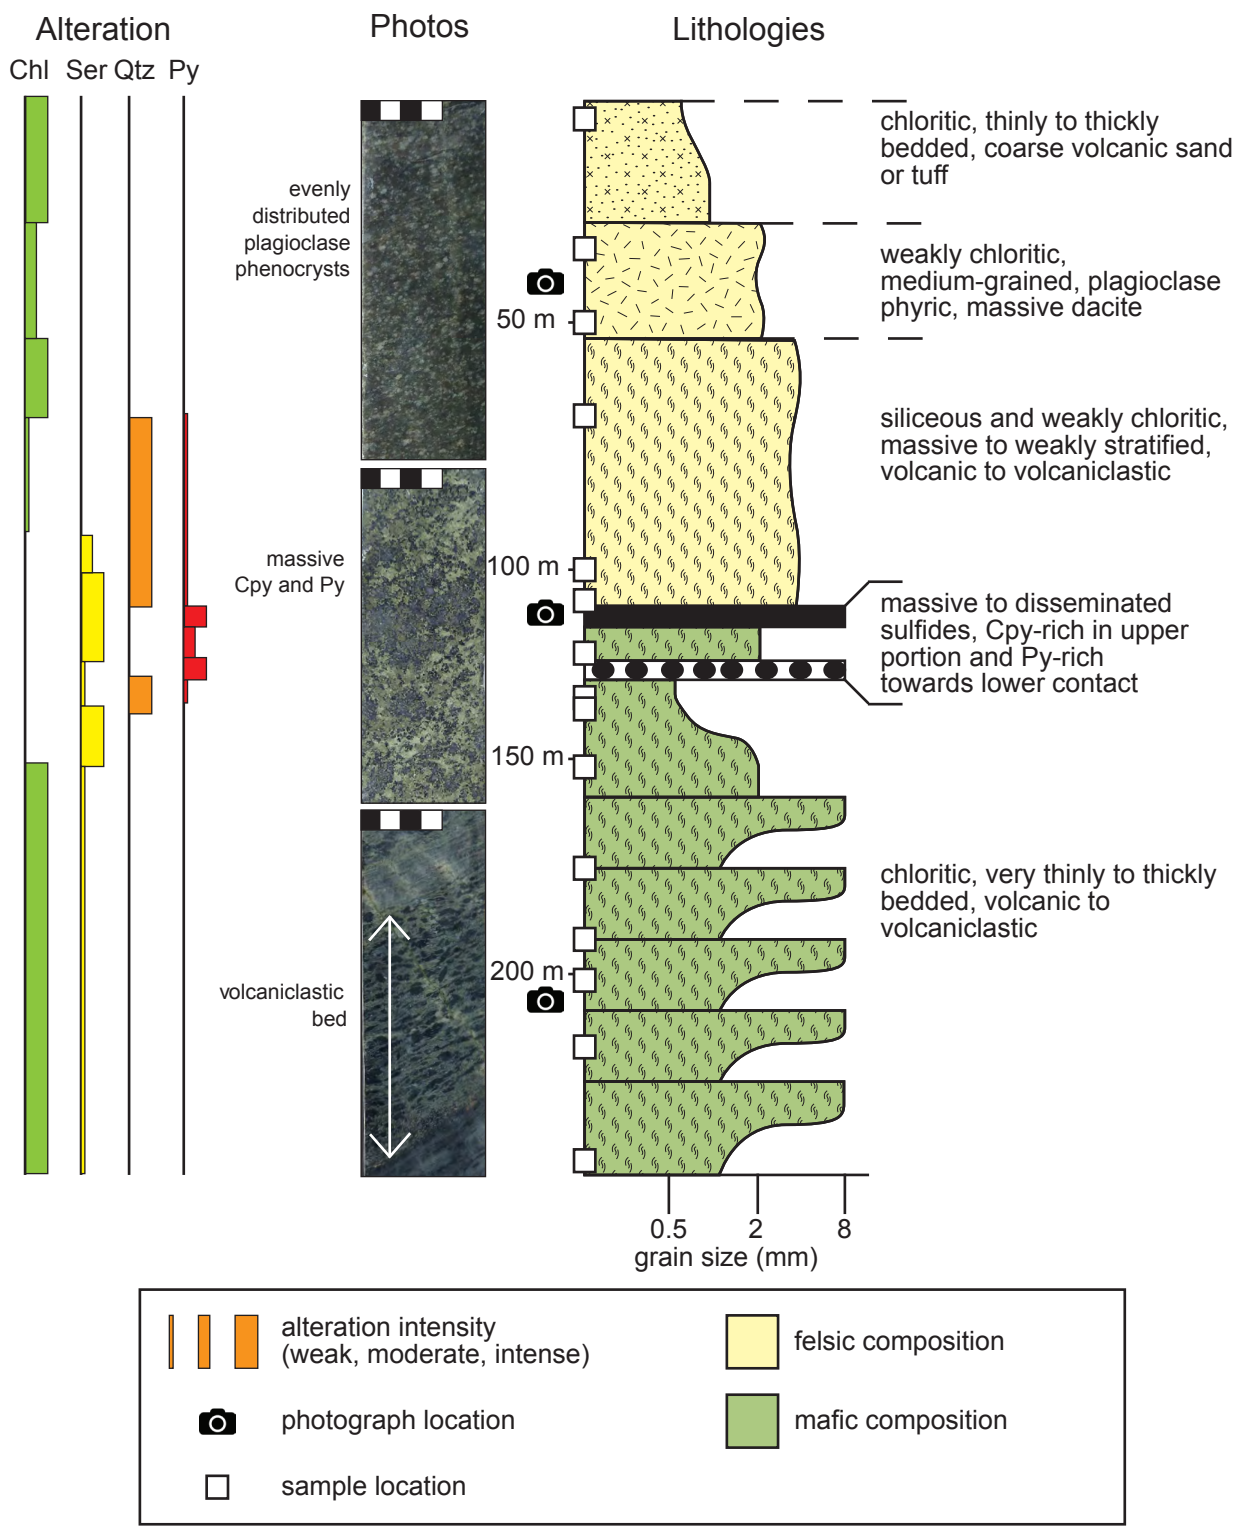 Alteration
Photos
Lithologies
Chl Ser Qtz Py
evenly
distributed
plagioclase
phenocrysts
massive
Cpy and Py
volcaniclastic
bed
50 m
100 m
150 m
200 m
chloritic, thinly to thickly
bedded, coarse volcanic sand
or tuff
weakly chloritic,
medium-grained, plagioclase
phyric, massive dacite
siliceous and weakly chloritic,
massive to weakly stratified,
volcanic to volcaniclastic
massive to disseminated
sulfides, Cpy-rich in upper
portion and Py-rich
towards lower contact
chloritic, very thinly to thickly
bedded, volcanic to
volcaniclastic
0.5 2 8
grain size (mm)
alteration intensity
(weak, moderate, intense)
photograph location
sample location
felsic composition
mafic composition